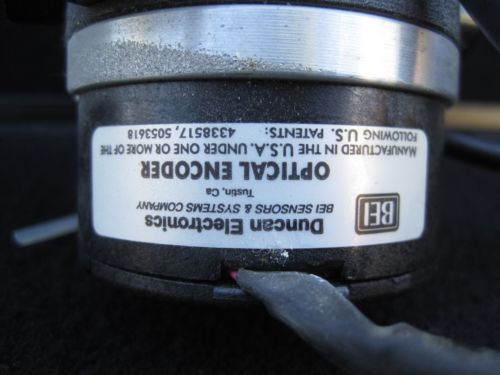 BEI
Duncan Electronics
BEI SENSORS & SYSTEMS COMPANY
Tustin, Ca
OPTICAL ENCODER
MANUFACTURED IN THE U.S.A. UNDER ONE OR MORE OF THE
FOLLOWING U.S. PATENTS:
4338517, 5053618